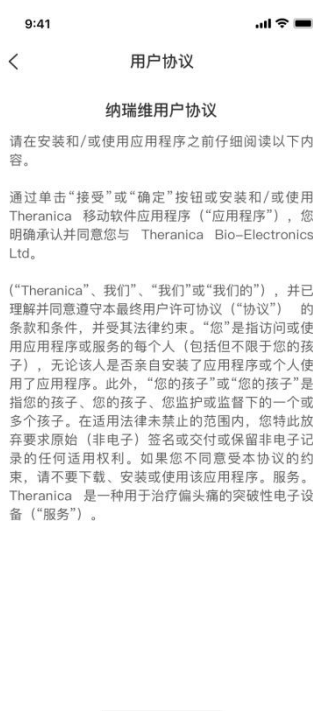 9:41
用户协议
纳瑞维用户协议
请在安装和/或使用应用程序之前仔细阅读以下内
容。
通过单击“接受”或“确定”按钮或安装和/或使用
Theranica 移动软件应用程序（“应用程序”），您
明确承认并同意您与 Theranica Bio-Electronics
Ltd。
(“Theranica”、我们”、“我们”或“我们的”），并已
理解并同意遵守本最终用户许可协议（“协议”） 的
条款和条件，并受其法律约束。“您”是指访问或使
用应用程序或服务的每个人（包括但不限于您的孩
子），无论该人是否亲自安装了应用程序或个人使
用了应用程序。此外，“您的孩子”或“您的孩子”是
指您的孩子、您的孩子、您监护或监督下的一个或
多个孩子。在适用法律未禁止的范围内，您特此放
弃要求原始（非电子）签名或交付或保留非电子记
录的任何适用权利。如果您不同意受本协议的约
束，请不要下载、安装或使用该应用程序。服务。
Theranica 是一种用于治疗偏头痛的突破性电子设
备（“服务”）。